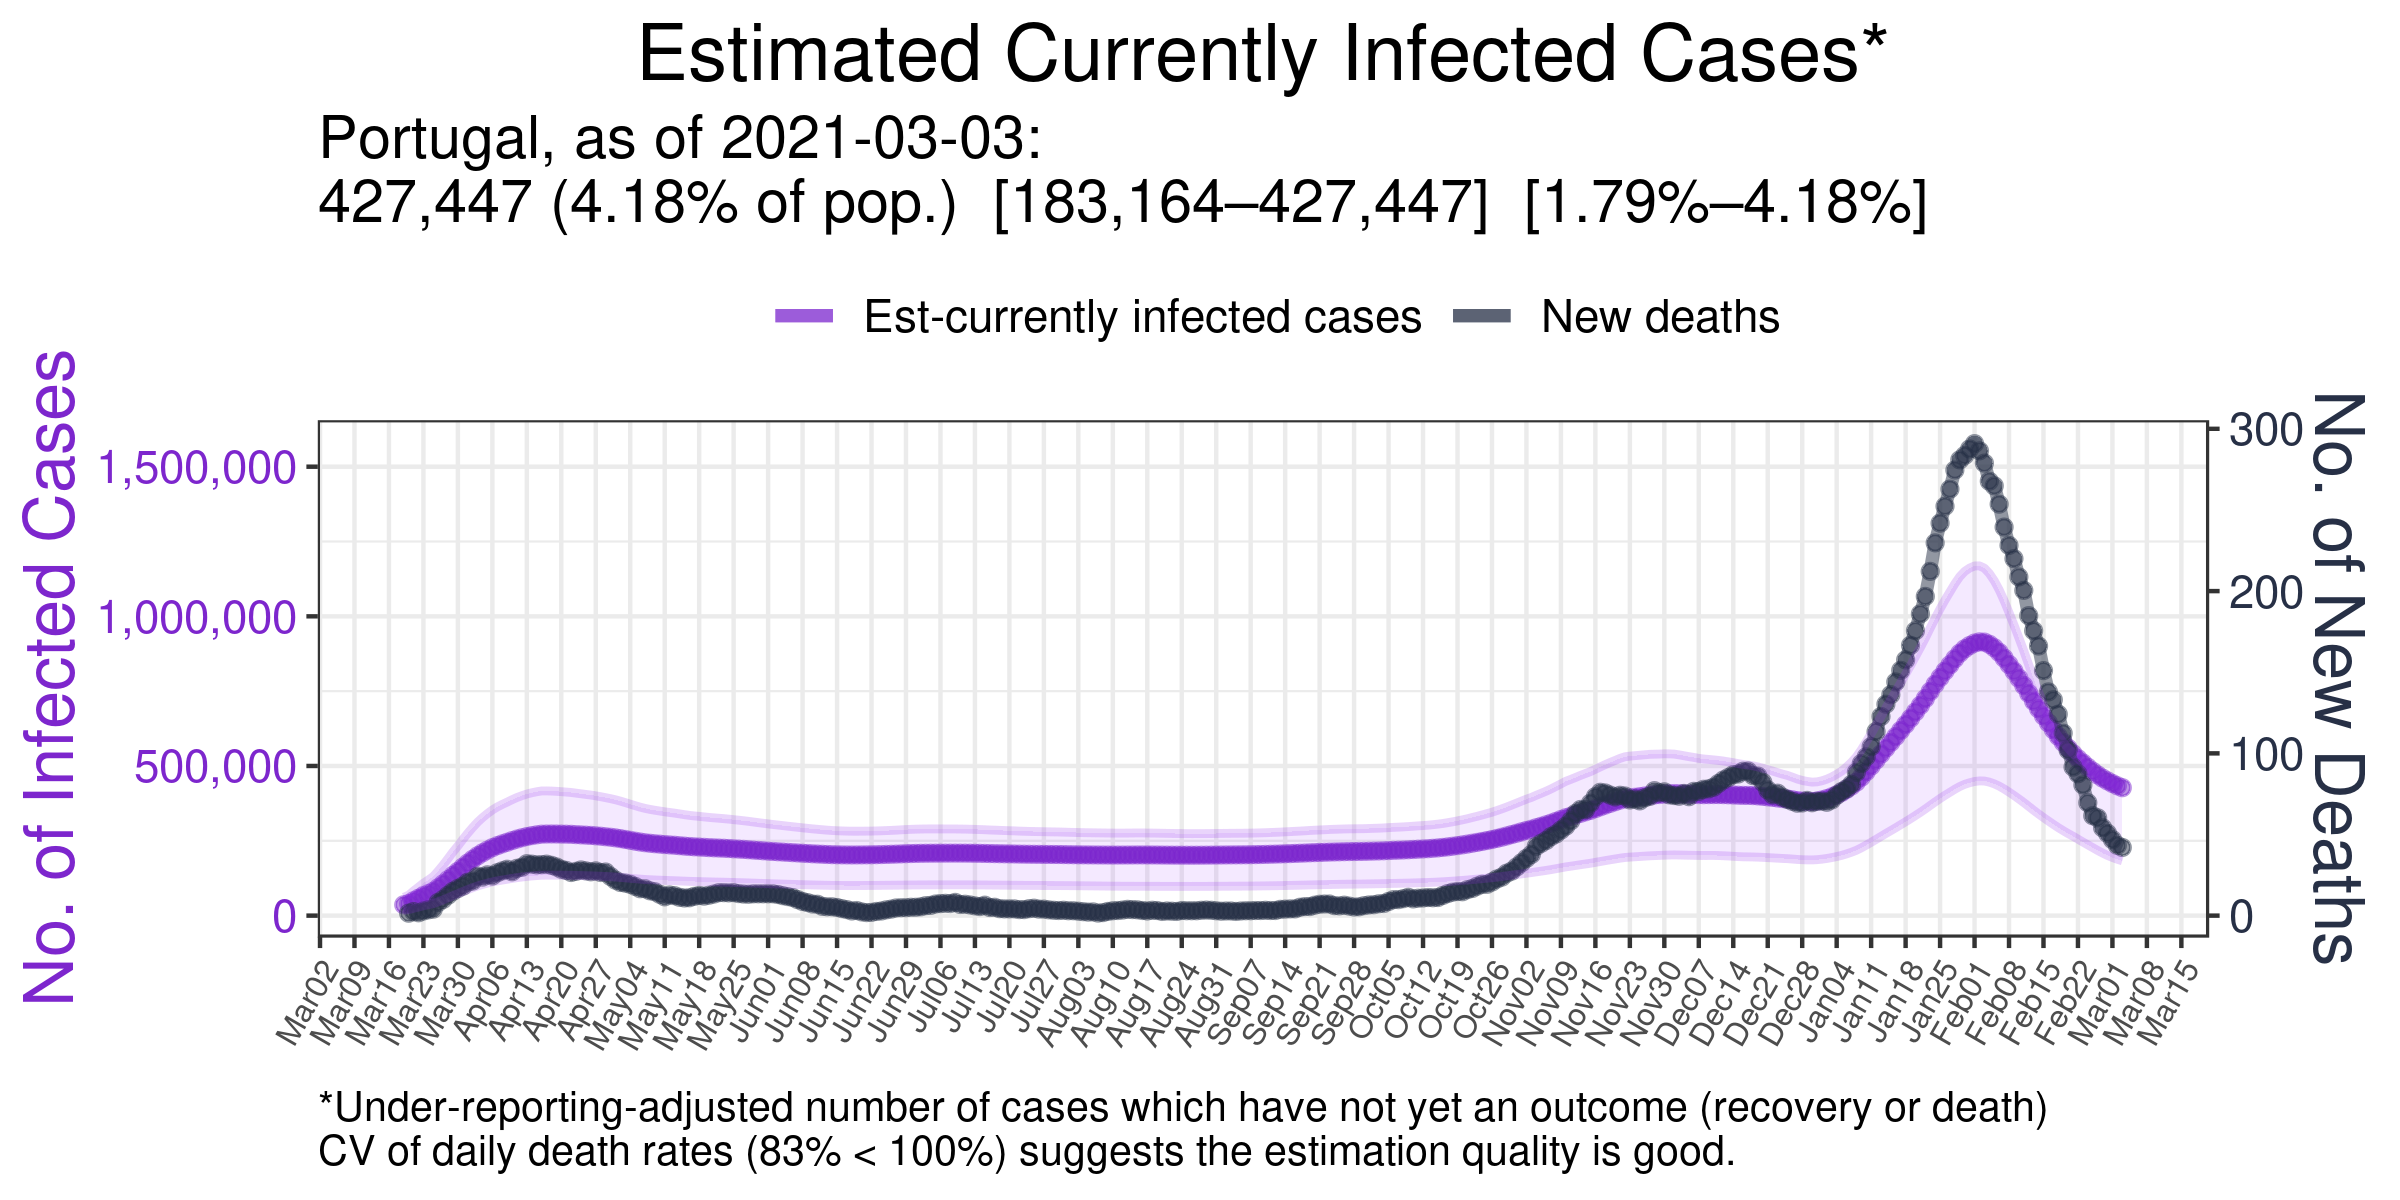 Estimated Currently Infected Cases*
Portugal, as of 2021-03-03:
427,447 (4.18% of pop.) [183,164–427,447] [1.79%–4.18%]
Est-currently infected cases
New deaths
No. of Infected Cases
1,500,000
1,000,000
500,000
0
300
200
100
0
No. of New Deaths
Mar02
Mar09
Mar16
Mar23
Mar30
Apr06
Apr13
Apr20
Apr27
May04
May11
May18
May25
Jun01
Jun08
Jun15
Jun22
Jun29
Jul06
Jul13
Jul20
Jul27
Aug03
Aug10
Aug17
Aug24
Aug31
Sep07
Sep14
Sep21
Sep28
Oct05
Oct12
Oct19
Oct26
Nov02
Nov09
Nov16
Nov23
Nov30
Dec07
Dec14
Dec21
Dec28
Jan04
Jan11
Jan18
Jan25
Feb01
Feb08
Feb15
Feb22
Mar01
Mar08
Mar15
*Under-reporting-adjusted number of cases which have not yet an outcome (recovery or death)
CV of daily death rates (83% < 100%) suggests the estimation quality is good.